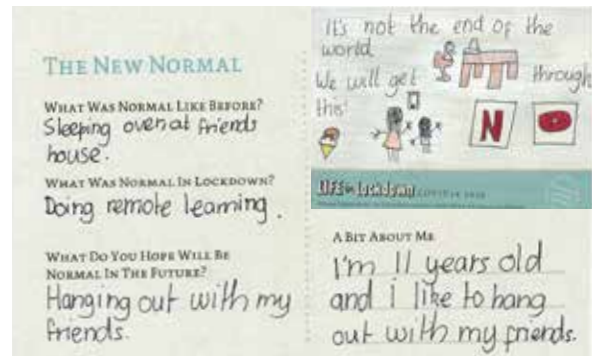 THE NEW NORMAL
WHAT WAS NORMAL LIKE BEFORE?
Sleeping over at friends
house.
WHAT WAS NORMAL IN LOCKDOWN?
Doing remote learning.
WHAT DO YOU HOPE WILL BE
NORMAL IN THE FUTURE?
Hanging out with my
friends.
It's not the end of the
world
We will get through
this!
N O
LIFE in Lockdown
A BIT ABOUT ME
I'm 11 years old
and i like to hang
out with my friends.